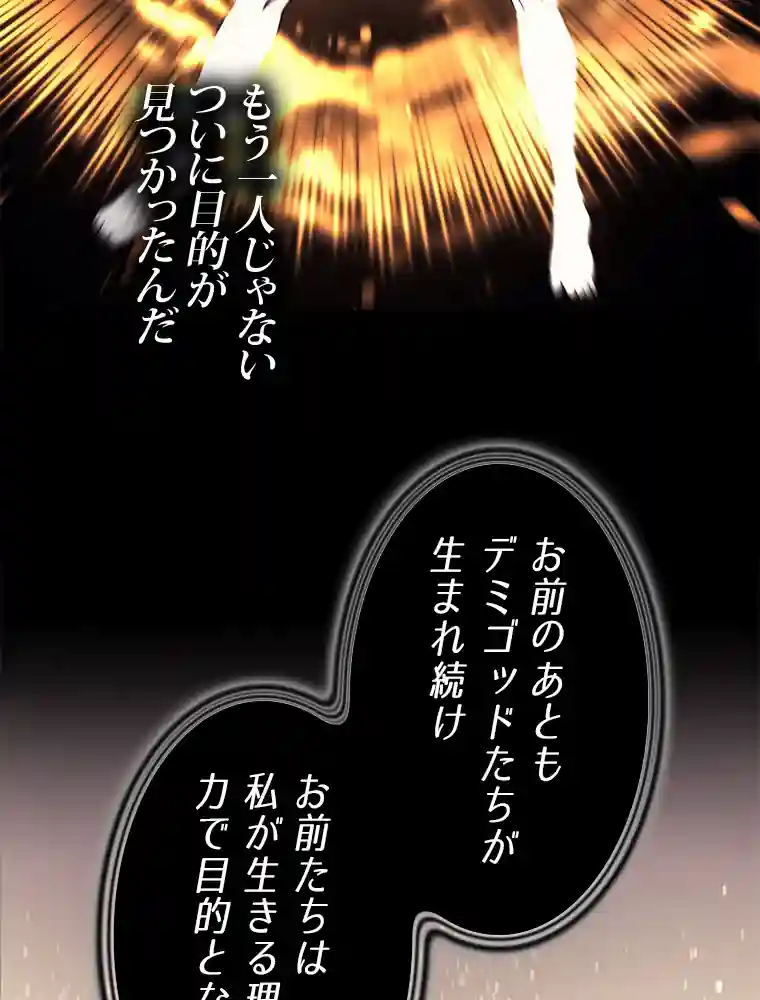 もう一人じゃない
ついに目的が
見つかったんだ
お前のあとも
デミゴッドたちが
生まれ続け
お前たちは
私が生きる理
力で目的とな